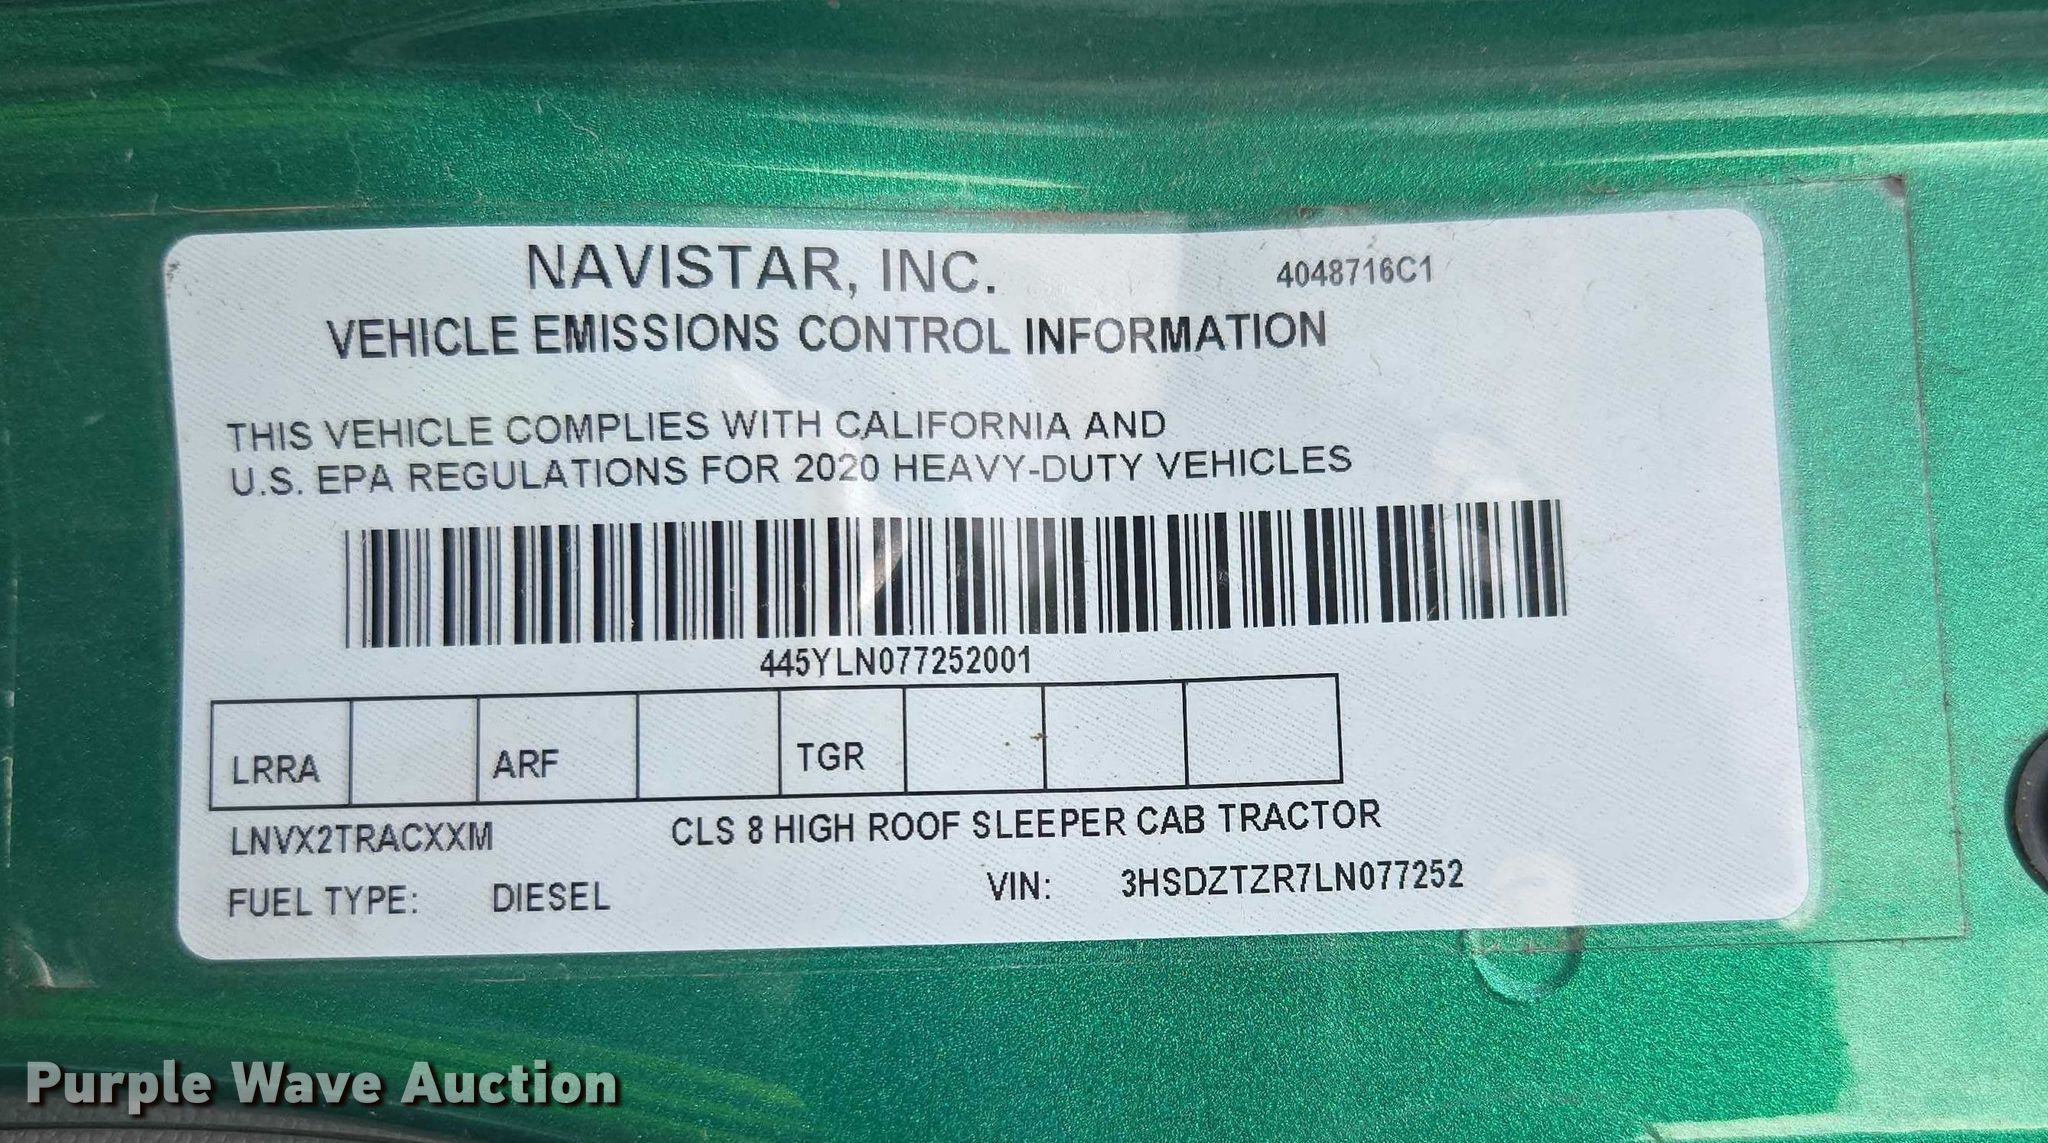 NAVISTAR, INC.
4048716C1
VEHICLE EMISSIONS CONTROL INFORMATION
THIS VEHICLE COMPLIES WITH CALIFORNIA AND
U.S. EPA REGULATIONS FOR 2020 HEAVY-DUTY VEHICLES
445YLN077252001
LRRA ARF TGR
LNVX2TRACXXM CLS 8 HIGH ROOF SLEEPER CAB TRACTOR
FUEL TYPE: DIESEL VIN: 3HSDZTZR7LN077252
Purple Wave Auction